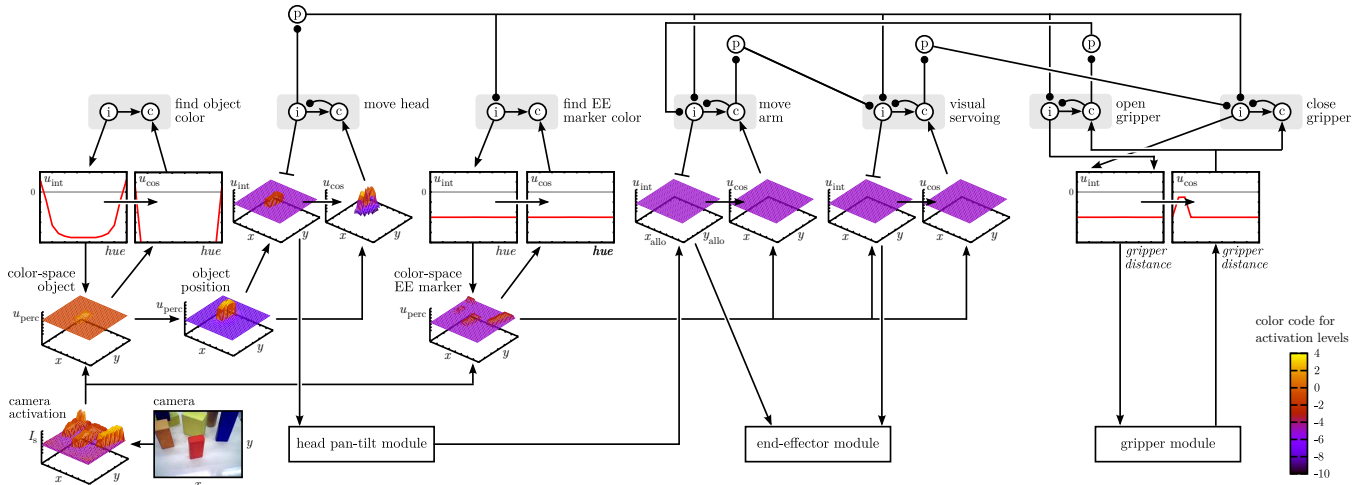 p
p
p
p
i
c
find object
color
i
c
move head
i
c
find EE
marker color
i
c
move
arm
i
c
visual
servoing
i
c
open
gripper
i
c
close
gripper
u_int
0
hue
u_cos
u_int
x
y
u_cos
u_int
0
hue
u_cos
hue
u_int
x_allo
y_allo
u_cos
u_int
x
y
u_cos
u_int
0
gripper
distance
u_cos
gripper
distance
color-space
object
u_perc
x
y
object
position
u_perc
x
y
color-space
EE marker
u_perc
x
y
color code for
activation levels
4
2
0
−2
−4
−6
−8
−10
camera
activation
I_s
x
y
camera
y
x
head pan-tilt module
end-effector module
gripper module